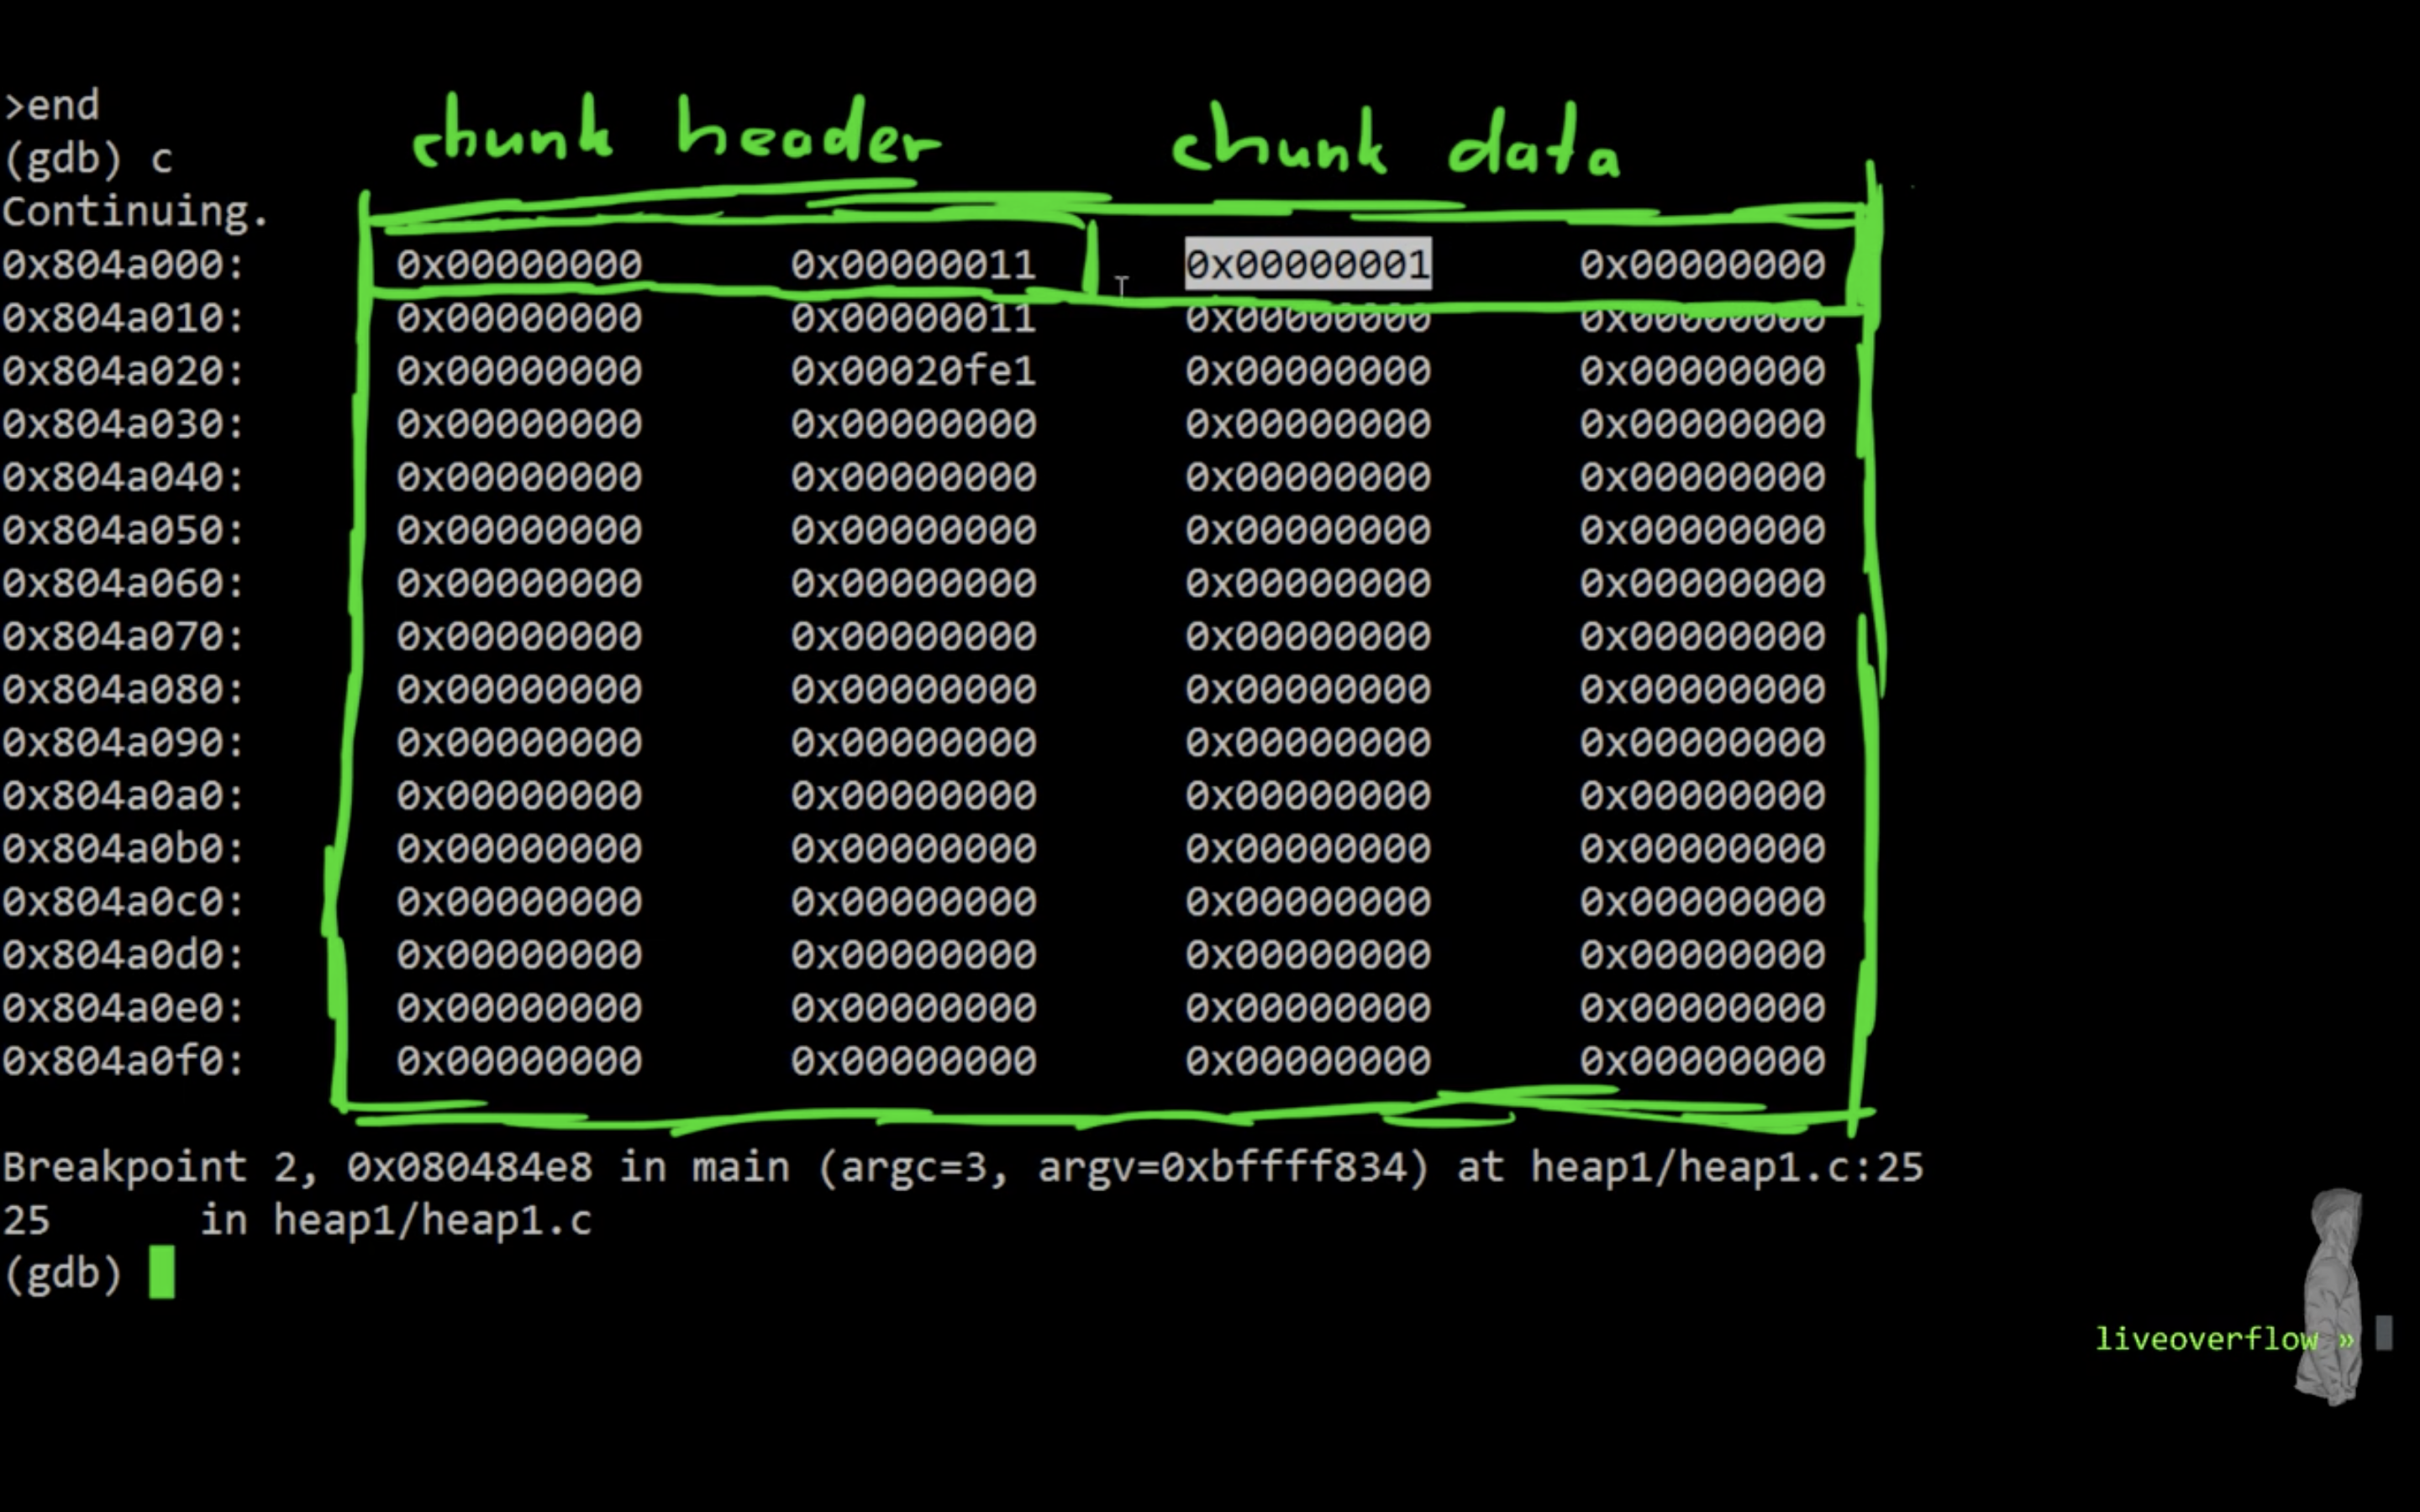 >end
chunk header chunk data
(gdb) c
Continuing.
0x804a000: 0x00000000 0x00000011 0x00000001 0x00000000
0x804a010: 0x00000000 0x00000011 0x00000000 0x00000000
0x804a020: 0x00000000 0x00020fe1 0x00000000 0x00000000
0x804a030: 0x00000000 0x00000000 0x00000000 0x00000000
0x804a040: 0x00000000 0x00000000 0x00000000 0x00000000
0x804a050: 0x00000000 0x00000000 0x00000000 0x00000000
0x804a060: 0x00000000 0x00000000 0x00000000 0x00000000
0x804a070: 0x00000000 0x00000000 0x00000000 0x00000000
0x804a080: 0x00000000 0x00000000 0x00000000 0x00000000
0x804a090: 0x00000000 0x00000000 0x00000000 0x00000000
0x804a0a0: 0x00000000 0x00000000 0x00000000 0x00000000
0x804a0b0: 0x00000000 0x00000000 0x00000000 0x00000000
0x804a0c0: 0x00000000 0x00000000 0x00000000 0x00000000
0x804a0d0: 0x00000000 0x00000000 0x00000000 0x00000000
0x804a0e0: 0x00000000 0x00000000 0x00000000 0x00000000
0x804a0f0: 0x00000000 0x00000000 0x00000000 0x00000000
Breakpoint 2, 0x080484e8 in main (argc=3, argv=0xbffff834) at heap1/heap1.c:25
25 in heap1/heap1.c
(gdb)
liveoverflow »